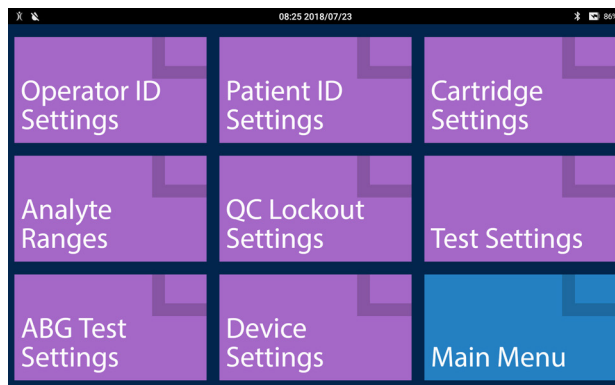 08:25 2018/07/23
86%
Operator ID
Settings
Patient ID
Settings
Cartridge
Settings
Analyte
Ranges
QC Lockout
Settings
Test Settings
ABG Test
Settings
Device
Settings
Main Menu